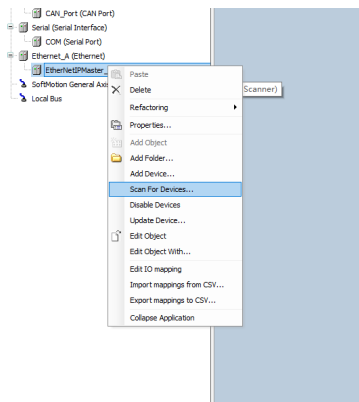 CAN_Port (CAN Port)
Serial (Serial Interface)
COM (Serial Port)
Ethernet_A (Ethernet)
EtherNetIPMaster_
Scanner)
SoftMotion General Axis
Local Bus
Paste
Delete
Refactoring
Properties...
Add Object
Add Folder...
Add Device...
Scan For Devices...
Disable Devices
Update Device...
Edit Object
Edit Object With...
Edit IO mapping
Import mappings from CSV...
Export mappings to CSV...
Collapse Application